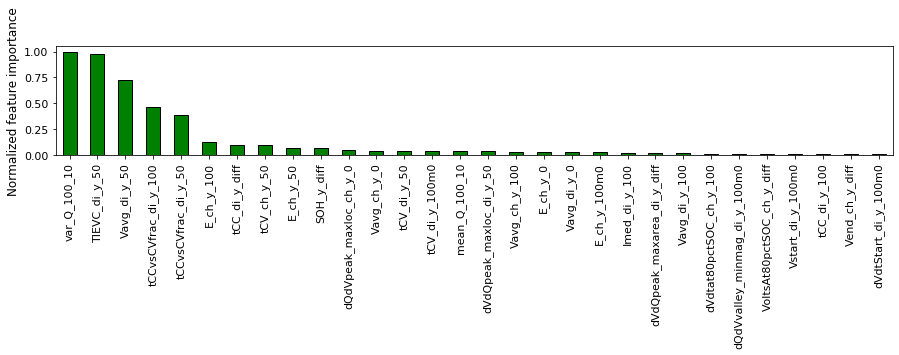 Normalized feature importance
1.00
0.75
0.50
0.25
0.00
var_Q_100_10
TIEVC_di_y_50
Vavg_di_y_50
tCCvsCVfrac_di_y_100
tCCvsCVfrac_di_y_50
E_ch_y_100
tCC_di_y_diff
tCV_ch_y_50
E_ch_y_50
SOH_y_diff
dQdVpeak_maxloc_ch_y_0
Vavg_ch_y_0
tCV_di_y_50
tCV_di_y_100m0
mean_Q_100_10
dVdQpeak_maxloc_di_y_50
Vavg_ch_y_100
E_ch_y_0
Vavg_di_y_0
E_ch_y_100m0
Imed_di_y_100
dVdQpeak_maxarea_di_y_diff
Vavg_di_y_100
dVdtat80pctSOC_ch_y_100
dQdVvalley_minmag_di_y_100m0
VoltsAt80pctSOC_ch_y_diff
Vstart_di_y_100m0
tCC_di_y_100
Vend_ch_y_diff
dVdtStart_di_y_100m0